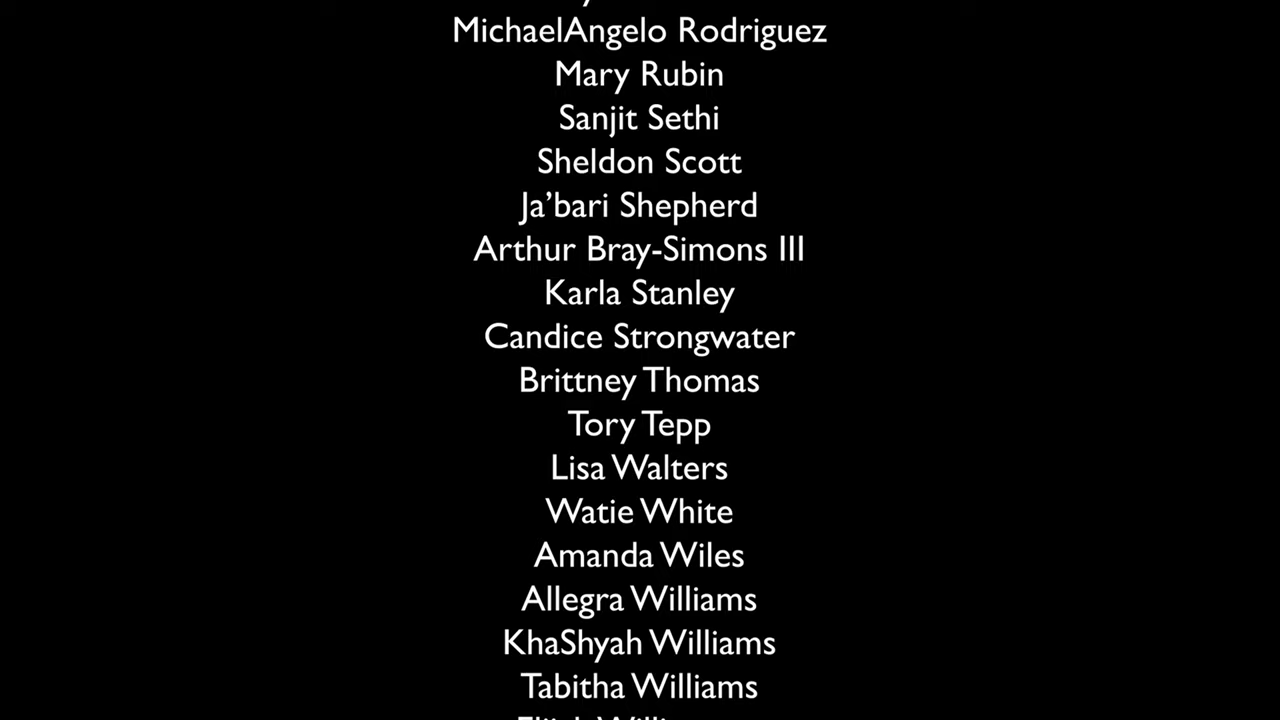 MichaelAngelo Rodriguez
Mary Rubin
Sanjit Sethi
Sheldon Scott
Ja’bari Shepherd
Arthur Bray-Simons III
Karla Stanley
Candice Strongwater
Brittney Thomas
Tory Tepp
Lisa Walters
Watie White
Amanda Wiles
Allegra Williams
KhaShyah Williams
Tabitha Williams